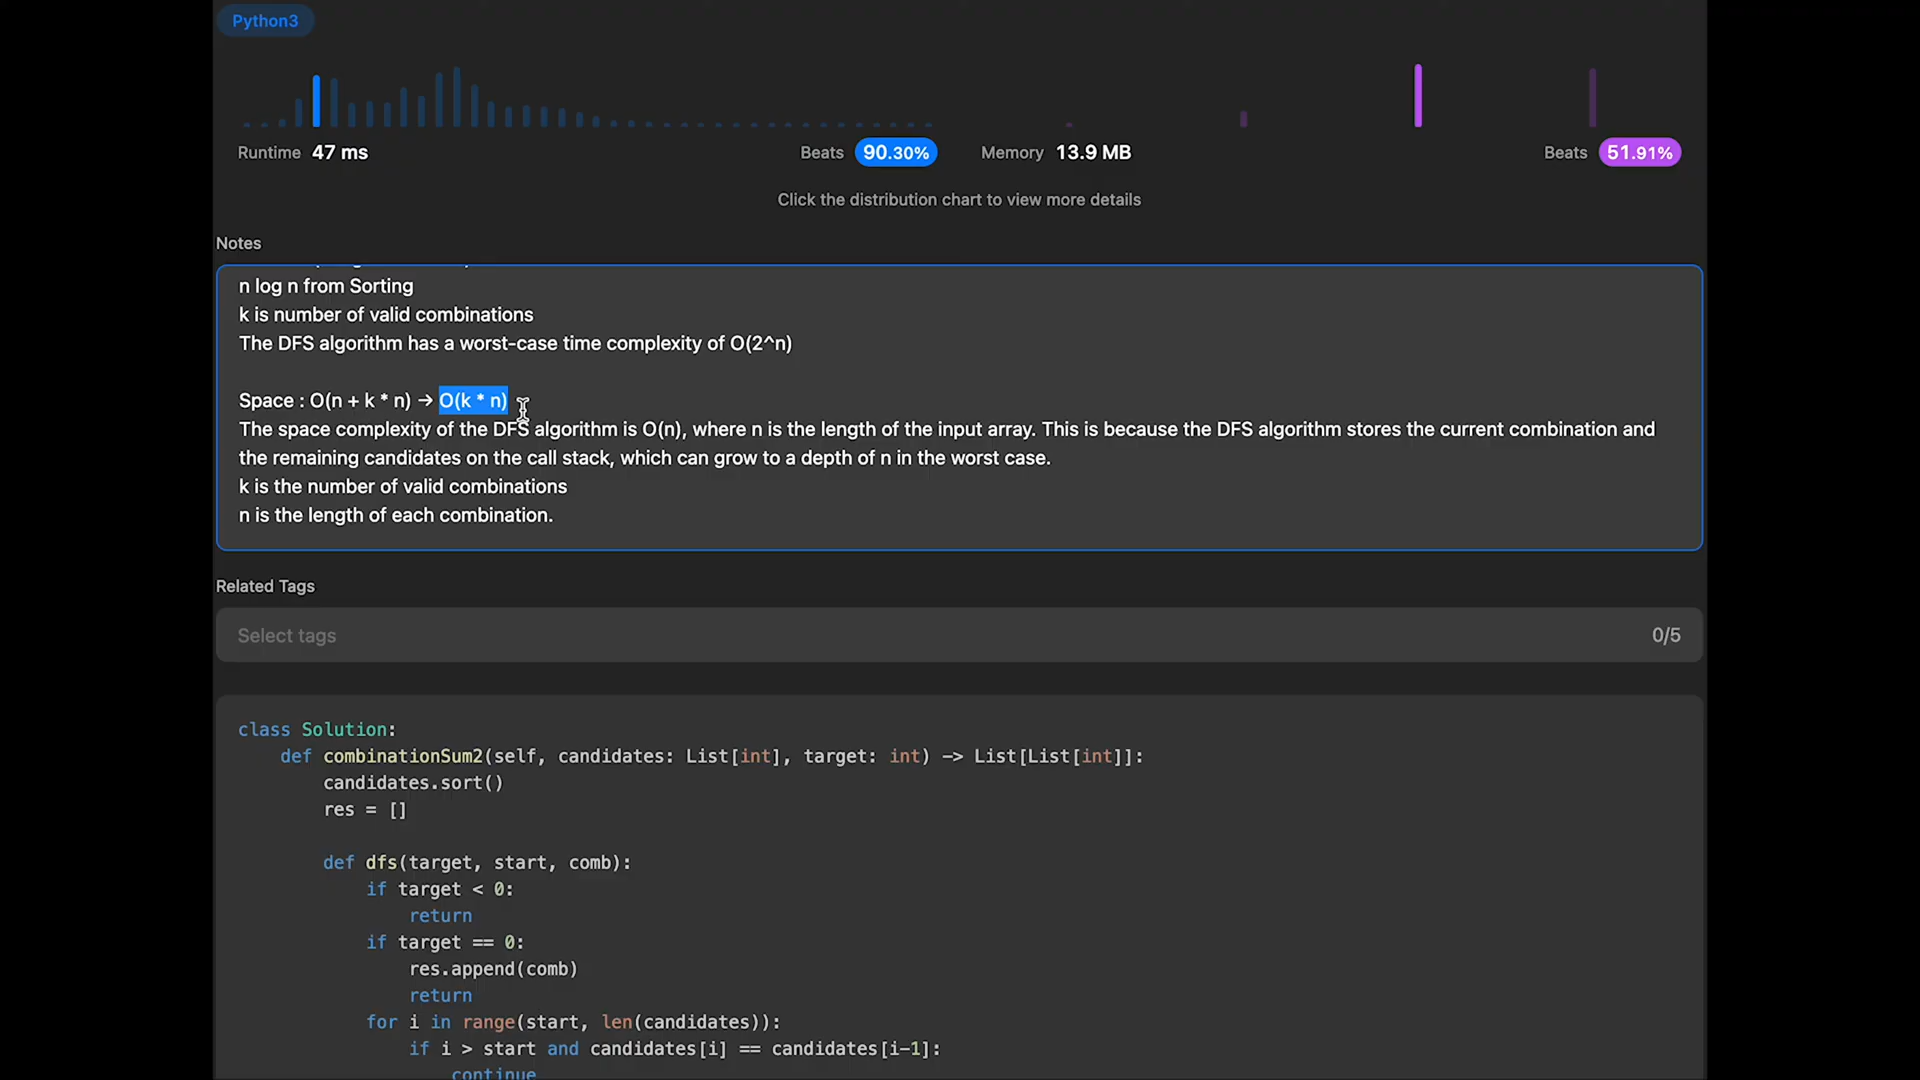 Python3
Runtime 47 ms
Beats 90.30%
Memory 13.9 MB
Beats 51.91%
Click the distribution chart to view more details
Notes
n log n from Sorting
k is number of valid combinations
The DFS algorithm has a worst-case time complexity of O(2^n)
Space : O(n + k * n) → O(k * n)
The space complexity of the DFS algorithm is O(n), where n is the length of the input array. This is because the DFS algorithm stores the current combination and
the remaining candidates on the call stack, which can grow to a depth of n in the worst case.
k is the number of valid combinations
n is the length of each combination.
Related Tags
Select tags
0/5
class Solution:
    def combinationSum2(self, candidates: List[int], target: int) -> List[List[int]]:
        candidates.sort()
        res = []
        def dfs(target, start, comb):
            if target < 0:
                return
            if target == 0:
                res.append(comb)
                return
            for i in range(start, len(candidates)):
                if i > start and candidates[i] == candidates[i-1]:
                    continue